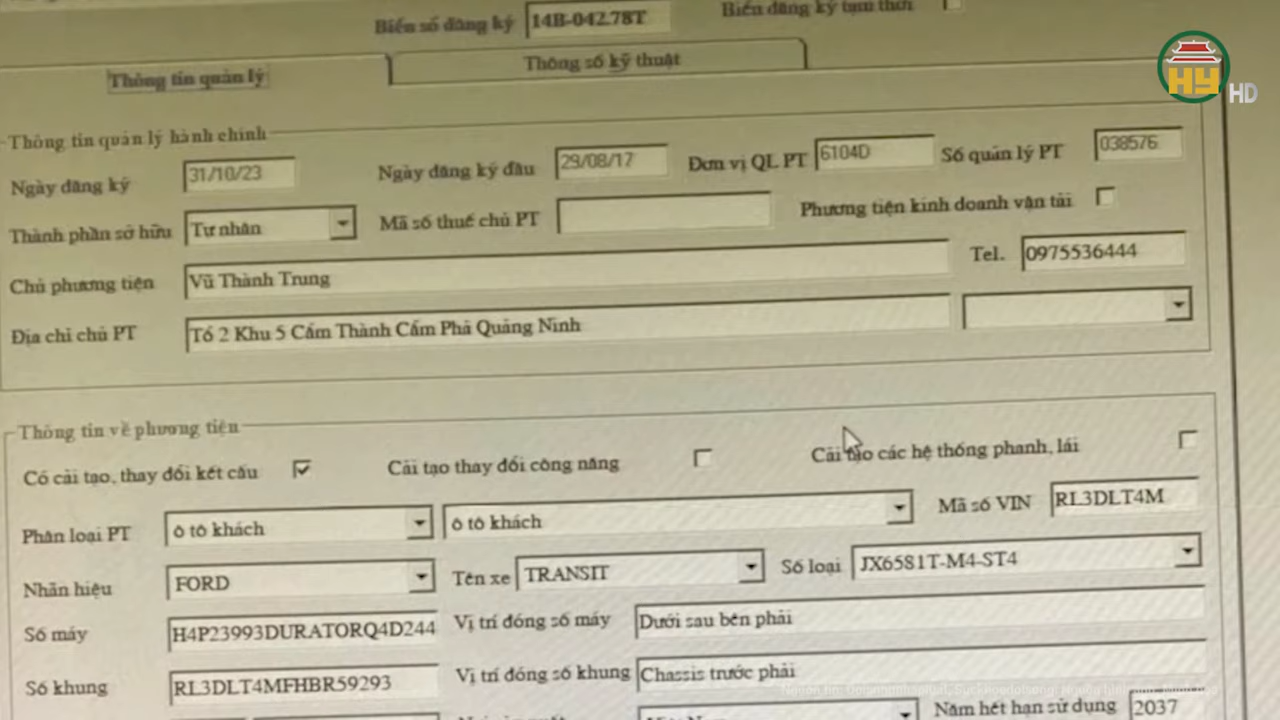 Biển số đăng ký 14B-042.78T Biển đăng ký tạm thời
Thông tin quản lý Thông số kỹ thuật
HY HD
Thông tin quản lý hành chính
Ngày đăng ký 31/10/23 Ngày đăng ký đầu 29/08/17 Đơn vị QL PT 6104D Số quản lý PT 038576
Thành phần sở hữu Tư nhân Mã số thuế chủ PT Phương tiện kinh doanh vận tải
Chủ phương tiện Vũ Thành Trung Tel. 0975536444
Địa chỉ chủ PT Tổ 2 Khu 5 Cẩm Thành Cẩm Phả Quảng Ninh
Thông tin về phương tiện
Có cải tạo, thay đổi kết cấu Cải tạo thay đổi công năng Cải tạo các hệ thống phanh, lái
Phân loại PT ô tô khách ô tô khách Mã số VIN RL3DLT4M
Nhãn hiệu FORD Tên xe TRANSIT Số loại JX6581T-M4-ST4
Số máy H4P23993DURATORQ4D244 Vị trí đóng số máy Dưới sau bên phải
Số khung RL3DLT4MFHBR59293 Vị trí đóng số khung Chassis trước phải
Năm hết hạn sử dụng 2037